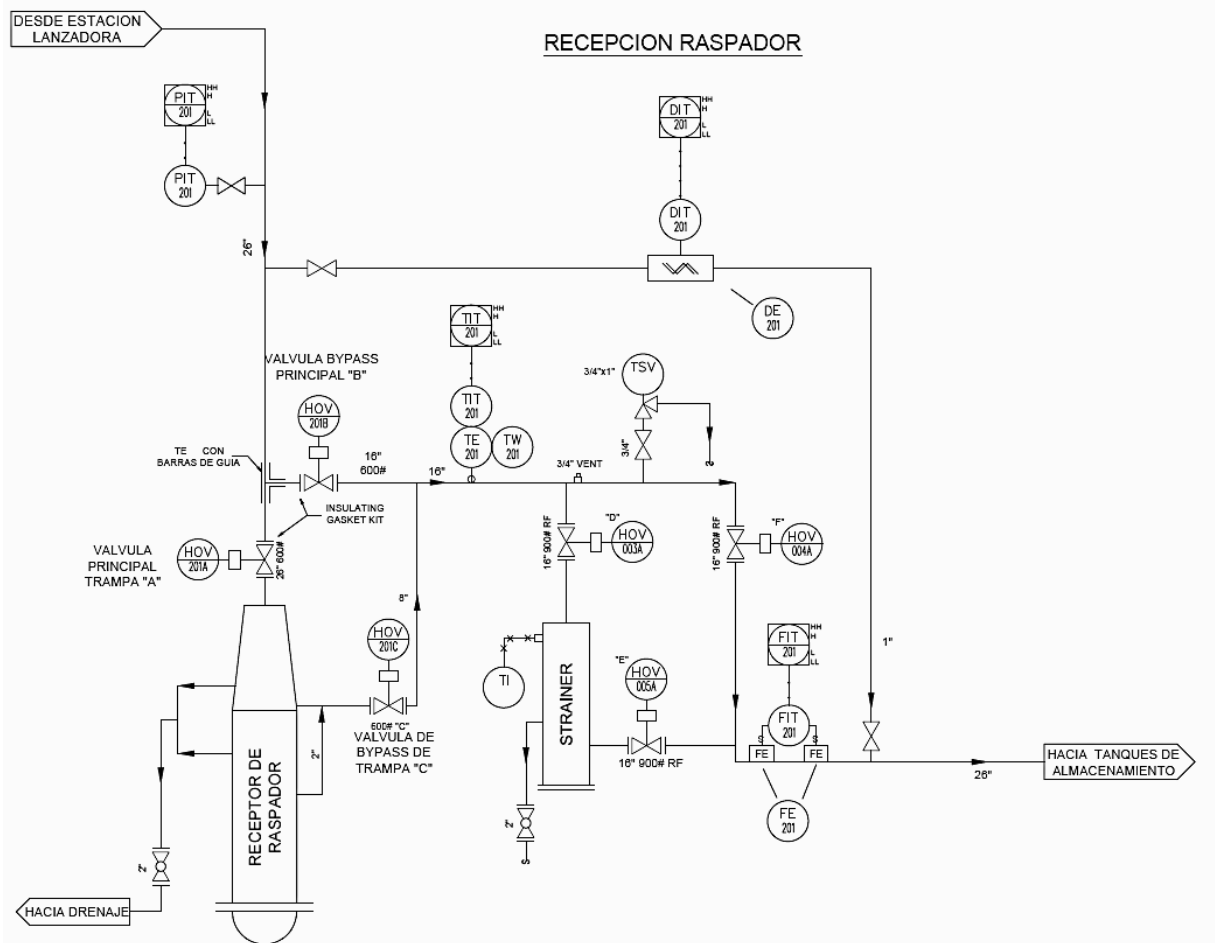 DESDE ESTACION
LANZADORA
RECEPCION RASPADOR
PIT
201
HH
H
L
LL
PIT
201
26"
DIT
201
HH
H
L
LL
DIT
201
DE
201
TIT
201
HH
H
L
LL
TIT
201
TE
201
TW
201
VALVULA BYPASS
PRINCIPAL "B"
HOV
201B
16"
600#
16"
3/4"x1"
TSV
3/4"
3/4" VENT
TE CON
BARRAS DE GUIA
INSULATING
GASKET KIT
VALVULA
PRINCIPAL
TRAMPA "A"
HOV
201A
26" 600#
"D"
HOV
003A
16" 900# RF
"F"
HOV
004A
16" 900# RF
8"
HOV
201C
600# "C"
VALVULA DE
BYPASS DE
TRAMPA "C"
2"
RECEPTOR DE
RASPADOR
TI
STRAINER
"E"
HOV
005A
16" 900# RF
FIT
201
HH
H
L
LL
FIT
201
S
S
FE
FE
FE
201
1"
26"
HACIA TANQUES DE
ALMACENAMIENTO
2"
S
2"
HACIA DRENAJE